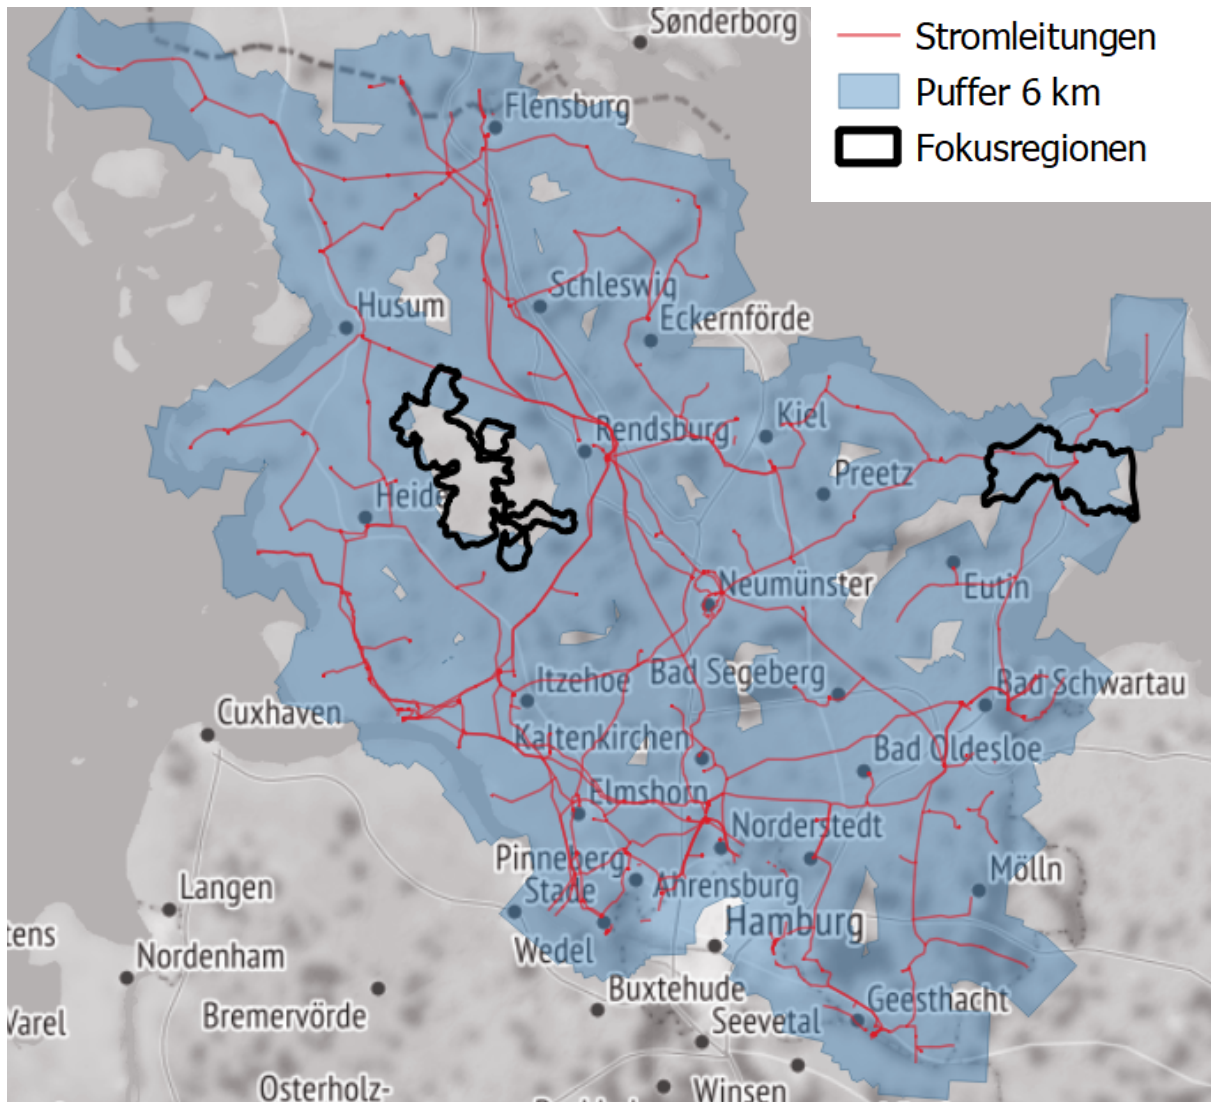 Sønderborg
Stromleitungen
Puffer 6 km
Fokusregionen
Flensburg
Schleswig
Husum
Eckernförde
Rendsburg
Kiel
Preetz
Heide
Neumünster
Eutin
Itzehoe
Bad Segeberg
Bad Schwartau
Cuxhaven
Kaltenkirchen
Bad Oldesloe
Elmshorn
Norderstedt
Pinneberg
Mölln
Langen
Stade
Ahrensburg
Hamburg
tens
Wedel
Nordenham
Buxtehude
Geesthacht
Varel
Bremervörde
Seevetal
Osterholz-
Winsen